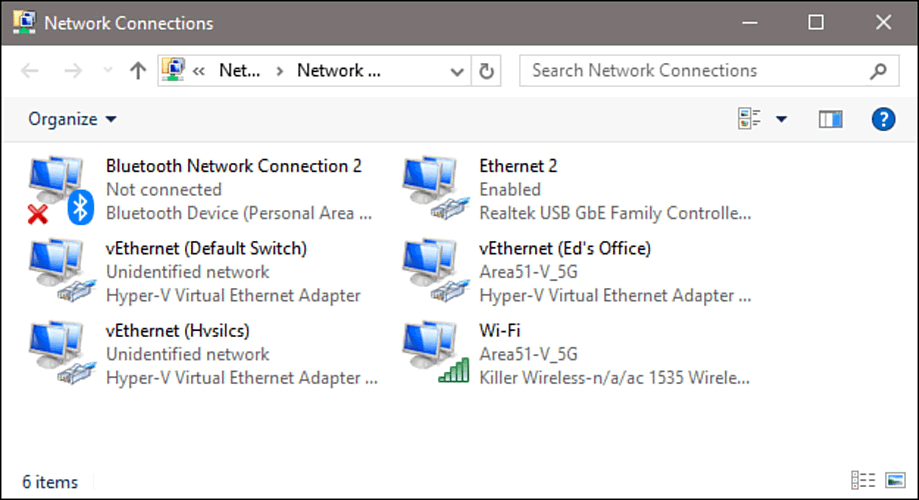 Network Connections
« Net... › Network ...
Search Network Connections
Organize
?
Bluetooth Network Connection 2
Not connected
Bluetooth Device (Personal Area ...
Ethernet 2
Enabled
Realtek USB GbE Family Controlle...
vEthernet (Default Switch)
Unidentified network
Hyper-V Virtual Ethernet Adapter
vEthernet (Ed's Office)
Area51-V_5G
Hyper-V Virtual Ethernet Adapter ...
vEthernet (Hvsilcs)
Unidentified network
Hyper-V Virtual Ethernet Adapter ...
Wi-Fi
Area51-V_5G
Killer Wireless-n/a/ac 1535 Wirele...
6 items